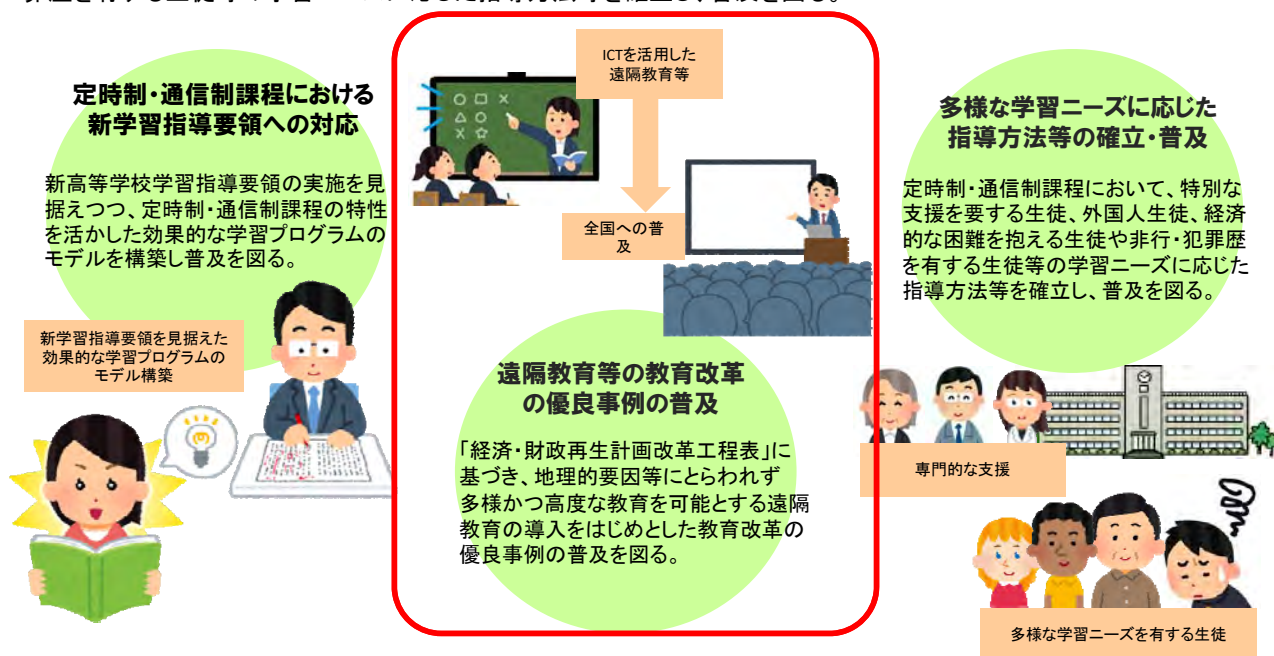 定時制・通信制課程における
新学習指導要領への対応
新高等学校学習指導要領の実施を見
据えつつ、定時制・通信制課程の特性
を活かした効果的な学習プログラムの
モデルを構築し普及を図る。
新学習指導要領を見据えた
効果的な学習プログラムの
モデル構築
ICTを活用した
遠隔教育等
全国への普
及
遠隔教育等の教育改革
の優良事例の普及
「経済・財政再生計画改革工程表」に
基づき、地理的要因等にとらわれず
多様かつ高度な教育を可能とする遠隔
教育の導入をはじめとした教育改革の
優良事例の普及を図る。
多様な学習ニーズに応じた
指導方法等の確立・普及
定時制・通信制課程において、特別な
支援を要する生徒、外国人生徒、経済
的な困難を抱える生徒や非行・犯罪歴
を有する生徒等の学習ニーズに応じた
指導方法等を確立し、普及を図る。
専門的な支援
多様な学習ニーズを有する生徒